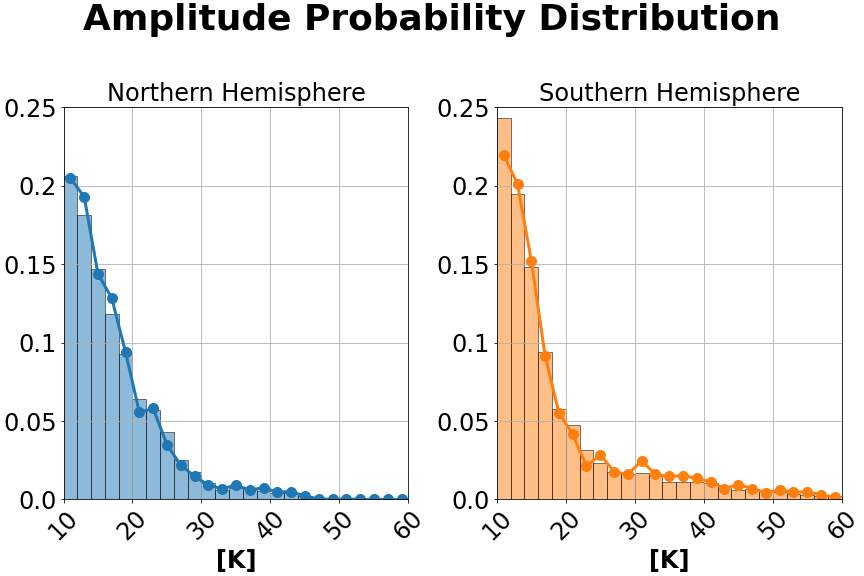 Amplitude Probability Distribution
Northern Hemisphere
0.25
0.2
0.15
0.1
0.05
0.0
10 20 30 40 50 60
[K]
Southern Hemisphere
0.25
0.2
0.15
0.1
0.05
0.0
10 20 30 40 50 60
[K]